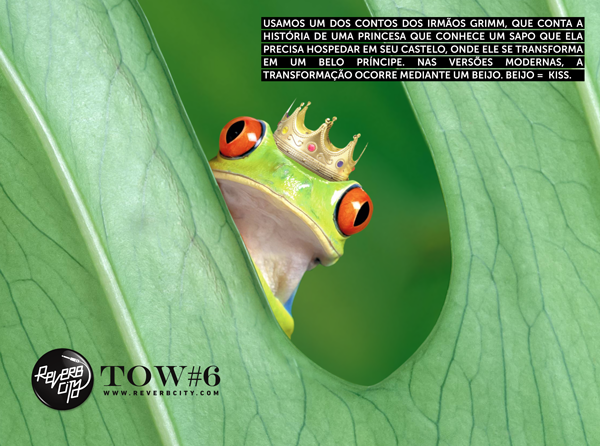 USAMOS UM DOS CONTOS DOS IRMÃOS GRIMM, QUE CONTA A
HISTÓRIA DE UMA PRINCESA QUE CONHECE UM SAPO QUE ELA
PRECISA HOSPEDAR EM SEU CASTELO, ONDE ELE SE TRANSFORMA
EM UM BELO PRÍNCIPE. NAS VERSÕES MODERNAS, A
TRANSFORMAÇÃO OCORRE MEDIANTE UM BEIJO. BEIJO = KISS.
REVERB
CITY
TOW#6
WWW.REVERBCITY.COM